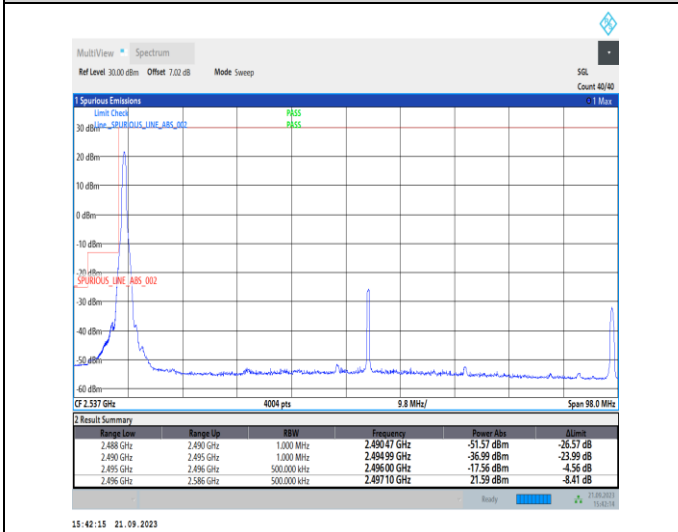 MultiView Spectrum
Ref Level 30.00 dBm Offset 7.02 dB Mode Sweep SGL
Count 40/40
1 Spurious Emissions 1 Max
Limit Check PASS
Line _SPURIOUS_LINE_ABS_002 PASS
30 dBm
20 dBm
10 dBm
0 dBm
-10 dBm
-20 dBm
_SPURIOUS_LINE_ABS_002
-30 dBm
-40 dBm
-50 dBm
-60 dBm
CF 2.537 GHz 4004 pts 9.8 MHz/ Span 98.0 MHz
2 Result Summary
Range Low Range Up RBW Frequency Power Abs ΔLimit
2.488 GHz 2.490 GHz 1.000 MHz 2.49047 GHz -51.57 dBm -26.57 dB
2.490 GHz 2.495 GHz 1.000 MHz 2.49499 GHz -36.99 dBm -23.99 dB
2.495 GHz 2.496 GHz 500.000 kHz 2.49600 GHz -17.56 dBm -4.56 dB
2.496 GHz 2.586 GHz 500.000 kHz 2.49710 GHz 21.59 dBm -8.41 dB
Ready 21.09.2023
15:42:14
15:42:15 21.09.2023